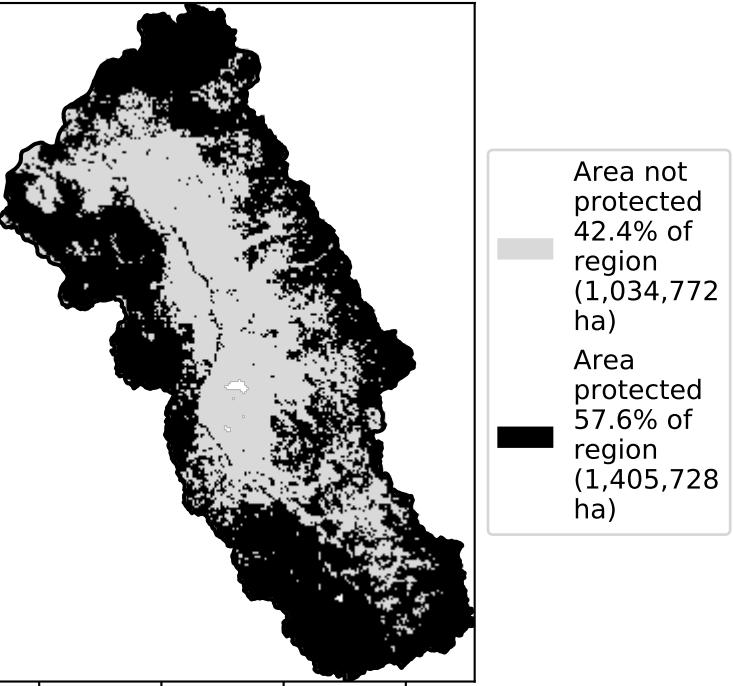 Area not
protected
42.4% of
region
(1,034,772
ha)
Area
protected
57.6% of
region
(1,405,728
ha)